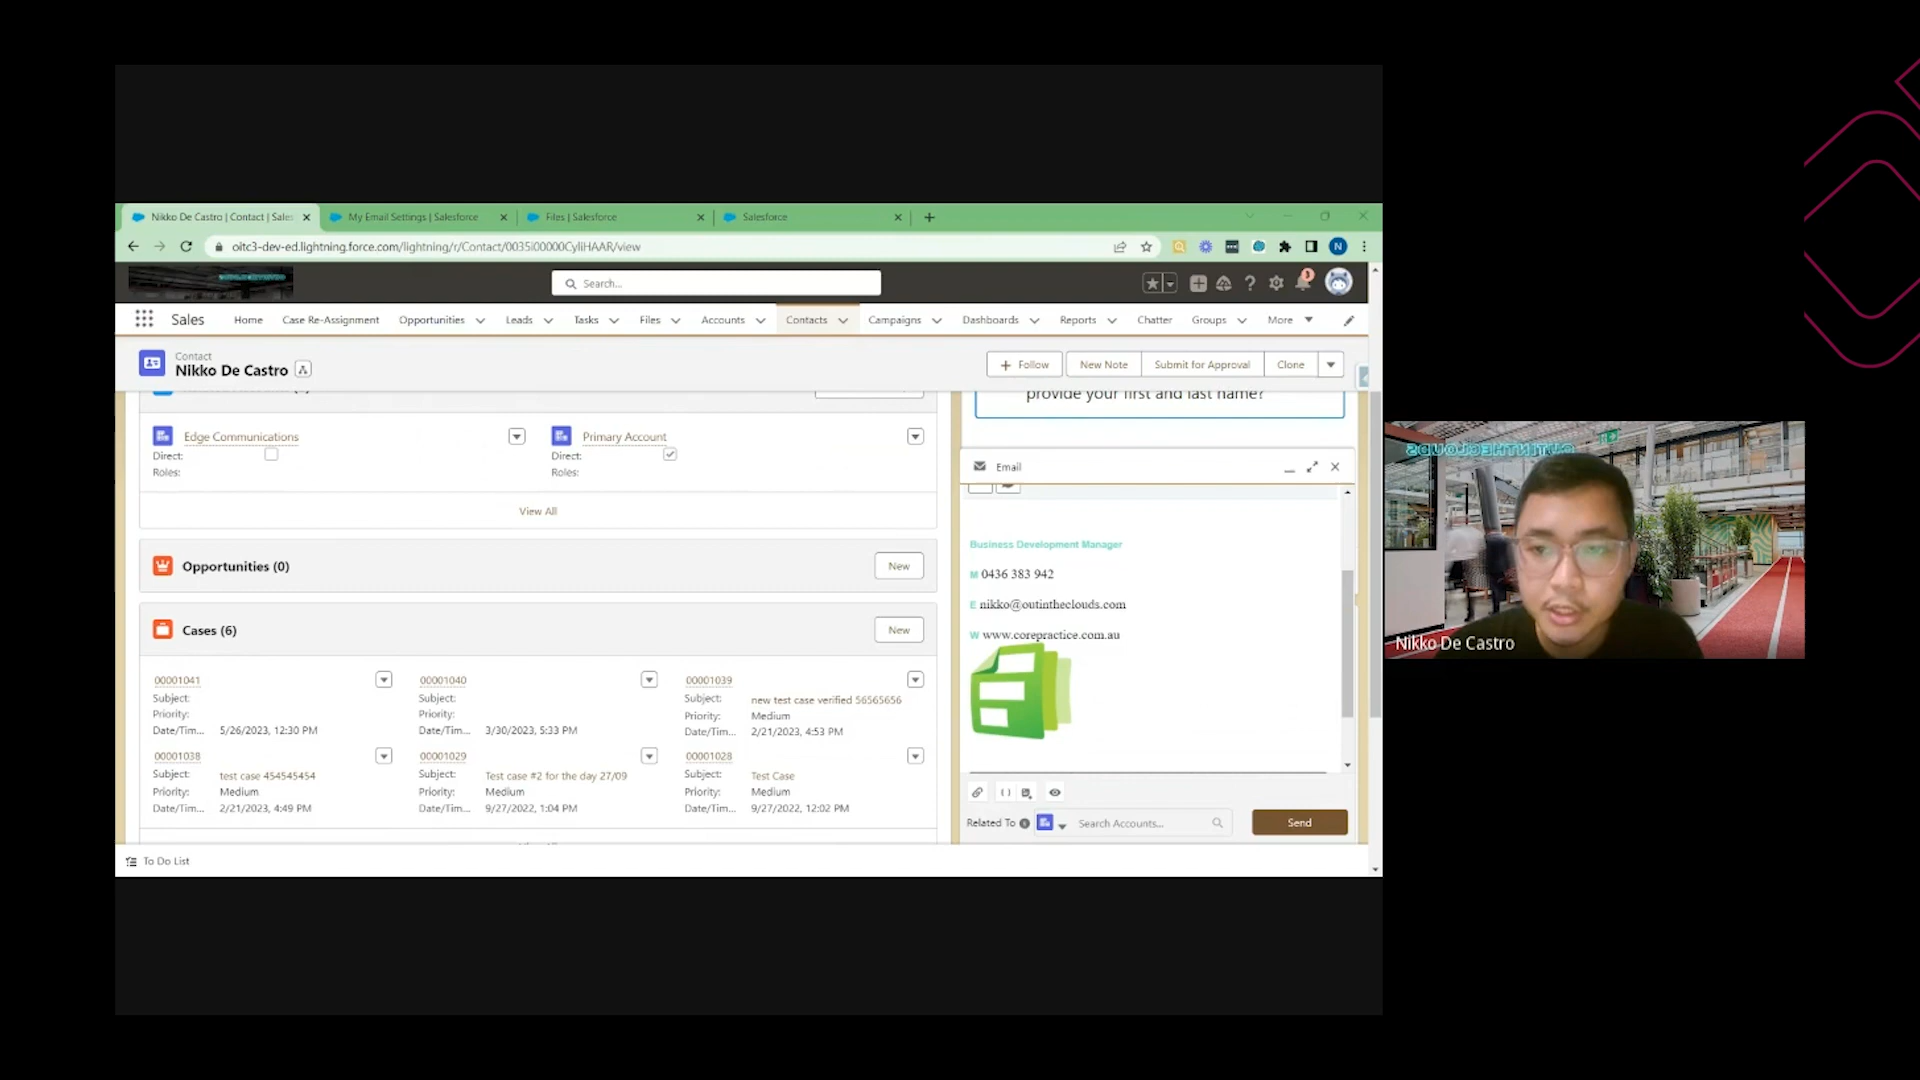 Nikko De Castro | Contact | Sales
My Email Settings | Salesforce
Files | Salesforce
Salesforce
oitc3-dev-ed.lightning.force.com/lightning/r/Contact/0035i00000CyliHAAR/view
N
Search...
3
Sales
Home
Case Re-Assignment
Opportunities
Leads
Tasks
Files
Accounts
Contacts
Campaigns
Dashboards
Reports
Chatter
Groups
More
Contact
Nikko De Castro
Follow
New Note
Submit for Approval
Clone
provide your first and last name?
Edge Communications
Direct:
Roles:
Primary Account
Direct:
Roles:
View All
Opportunities (0)
New
Cases (6)
New
00001041
Subject:
Priority:
Date/Tim... 5/26/2023, 12:30 PM
00001040
Subject:
Priority:
Date/Tim... 3/30/2023, 5:33 PM
00001039
Subject: new test case verified 56565656
Priority: Medium
Date/Tim... 2/21/2023, 4:53 PM
00001038
Subject: test case 454545454
Priority: Medium
Date/Tim... 2/21/2023, 4:49 PM
00001029
Subject: Test case #2 for the day 27/09
Priority: Medium
Date/Tim... 9/27/2022, 1:04 PM
00001028
Subject: Test Case
Priority: Medium
Date/Tim... 9/27/2022, 12:02 PM
Email
Business Development Manager
M 0436 383 942
E nikko@outintheclouds.com
W www.corepractice.com.au
Related To
Search Accounts...
Send
To Do List
OUTINTHECLOUDS
Nikko De Castro